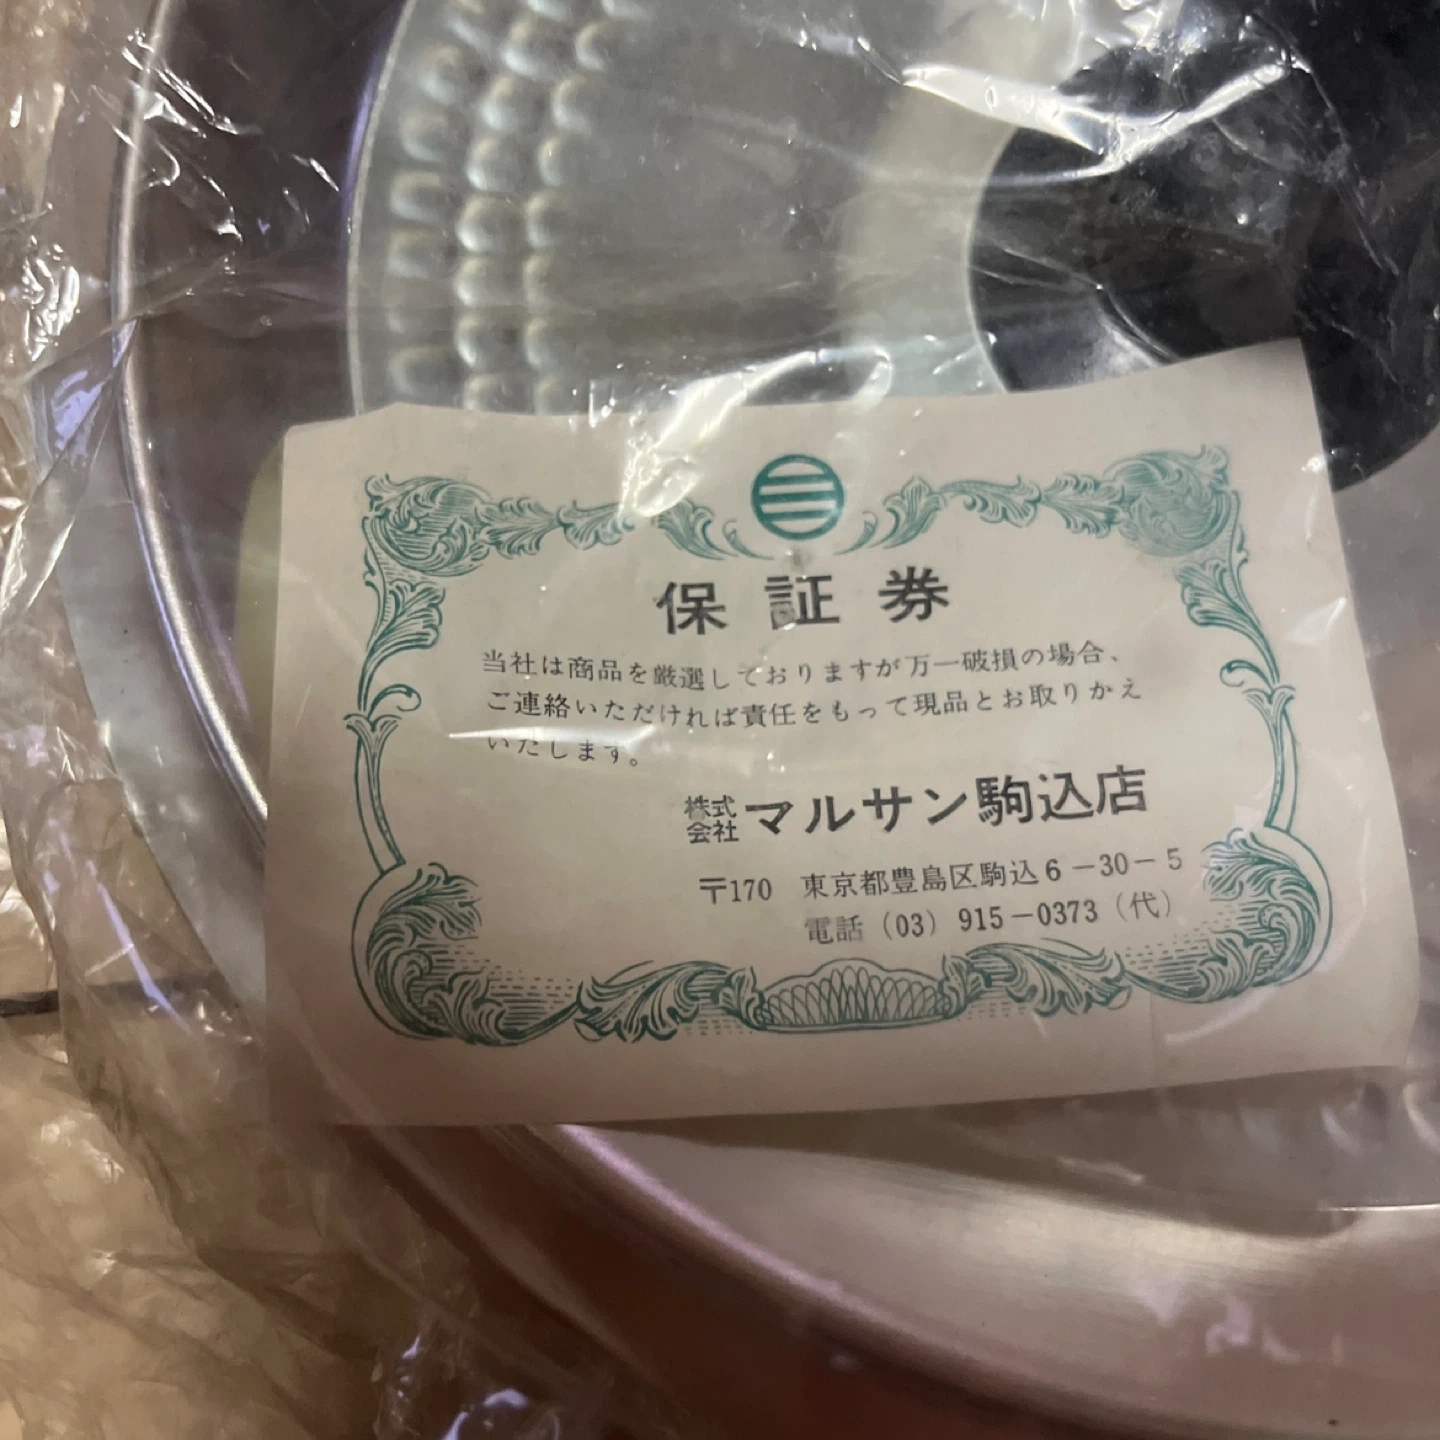 保証券
当社は商品を厳選しておりますが万一破損の場合、
ご連絡いただければ責任をもって現品とお取りかえ
いたします。
株式会社 マルサン駒込店
〒170 東京都豊島区駒込6－30－5
電話（03）915－0373（代）